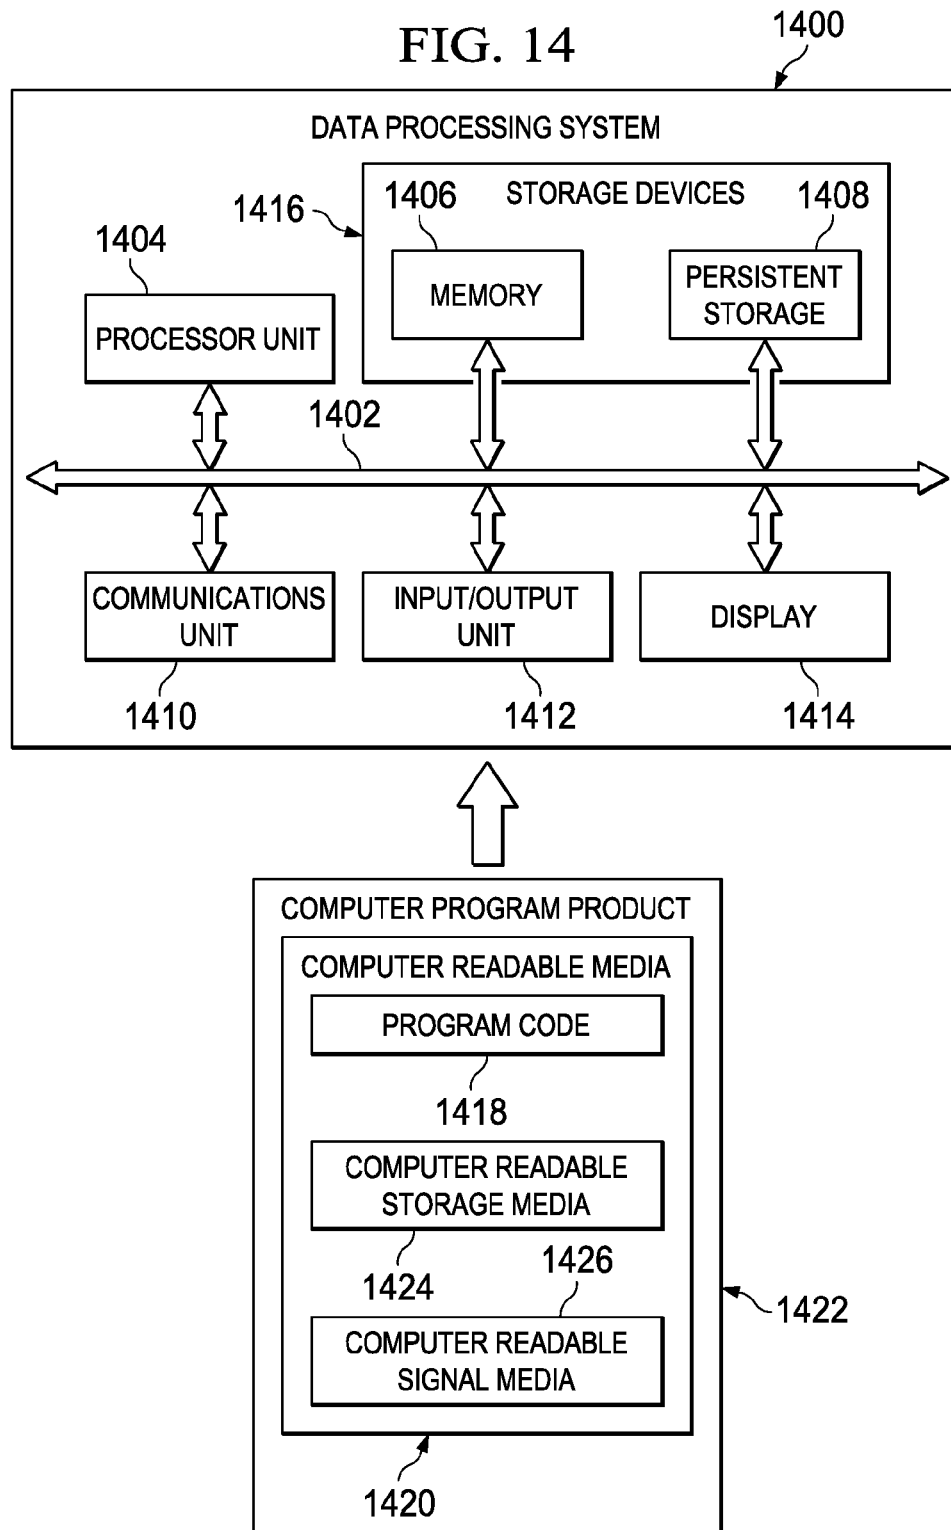 FIG. 14
1400
DATA PROCESSING SYSTEM
STORAGE DEVICES
1416
1406
1408
1404
MEMORY
PERSISTENT
STORAGE
PROCESSOR UNIT
1402
COMMUNICATIONS
UNIT
INPUT/OUTPUT
UNIT
DISPLAY
1410
1412
1414
COMPUTER PROGRAM PRODUCT
COMPUTER READABLE MEDIA
PROGRAM CODE
1418
COMPUTER READABLE
STORAGE MEDIA
1424
1426
1422
COMPUTER READABLE
SIGNAL MEDIA
1420